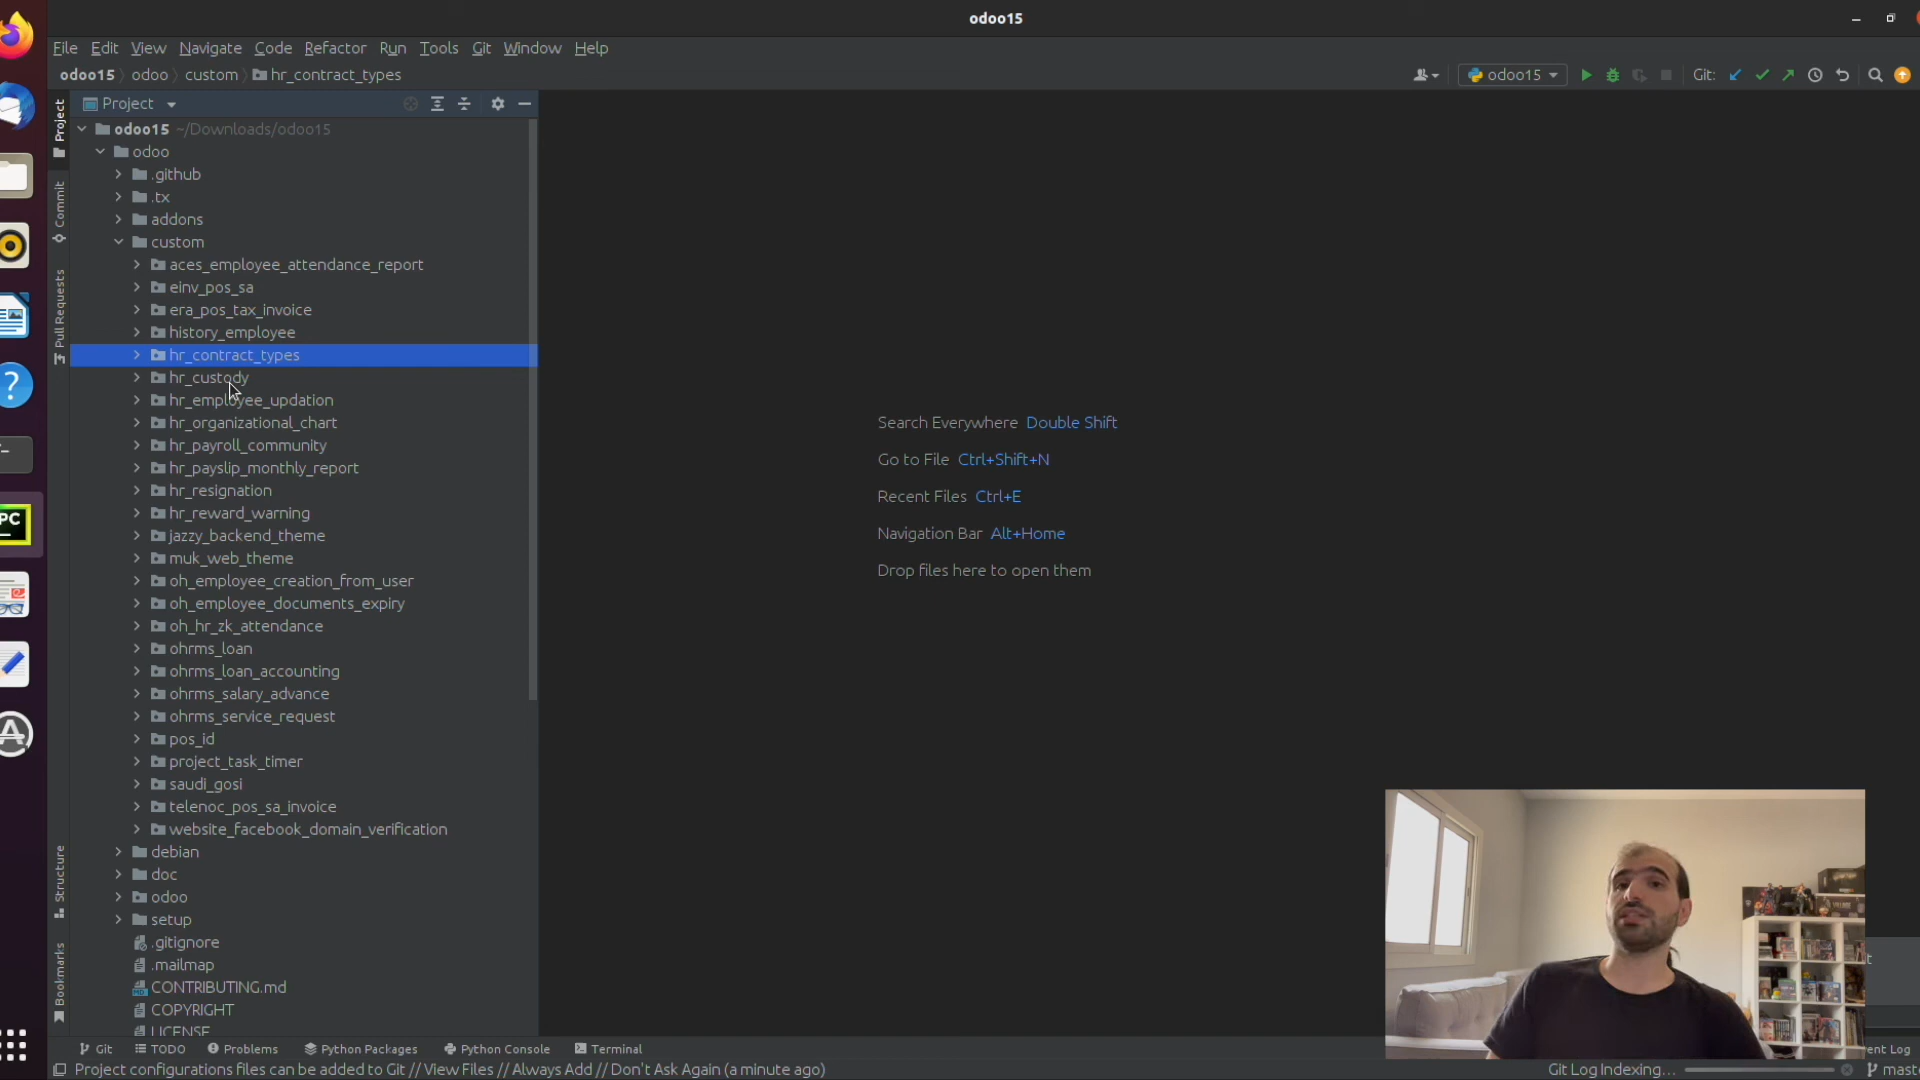 odoo15
File Edit View Navigate Code Refactor Run Tools Git Window Help
odoo15 odoo custom hr_contract_types
odoo15
Git:
Project
odoo15 ~/Downloads/odoo15
odoo
.github
.tx
addons
custom
aces_employee_attendance_report
einv_pos_sa
era_pos_tax_invoice
history_employee
hr_contract_types
hr_custody
hr_employee_updation
hr_organizational_chart
hr_payroll_community
hr_payslip_monthly_report
hr_resignation
hr_reward_warning
jazzy_backend_theme
muk_web_theme
oh_employee_creation_from_user
oh_employee_documents_expiry
oh_hr_zk_attendance
ohrms_loan
ohrms_loan_accounting
ohrms_salary_advance
ohrms_service_request
pos_id
project_task_timer
saudi_gosi
telenoc_pos_sa_invoice
website_facebook_domain_verification
debian
doc
odoo
setup
.gitignore
.mailmap
CONTRIBUTING.md
COPYRIGHT
LICENSE
Project
Commit
Pull Requests
Structure
Bookmarks
PC
Search Everywhere Double Shift
Go to File Ctrl+Shift+N
Recent Files Ctrl+E
Navigation Bar Alt+Home
Drop files here to open them
Git TODO Problems Python Packages Python Console Terminal
ent Log
Project configurations files can be added to Git // View Files // Always Add // Don't Ask Again (a minute ago)
Git Log Indexing... mast